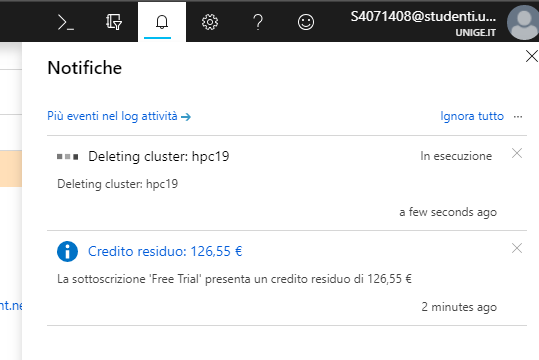 S4071408@studenti.u...
UNIGE.IT
Notifiche
Più eventi nel log attività →
Ignora tutto ...
Deleting cluster: hpc19
In esecuzione
Deleting cluster: hpc19
a few seconds ago
Credito residuo: 126,55 €
La sottoscrizione 'Free Trial' presenta un credito residuo di 126,55 €
2 minutes ago
nt.ne